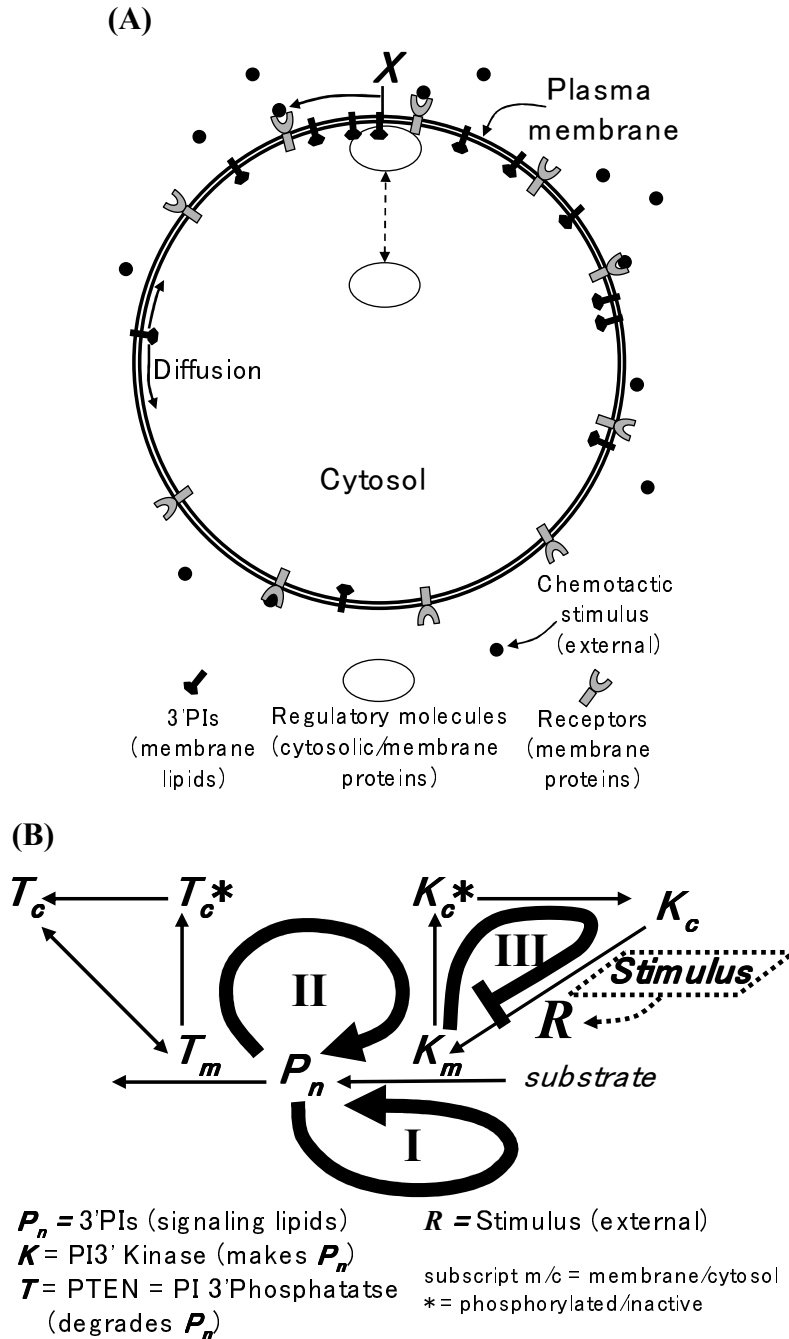 (A)
X
Plasma
membrane
Diffusion
Cytosol
Chemotactic
stimulus
(external)
3'PIs
(membrane
lipids)
Regulatory molecules
(cytosolic/membrane
proteins)
Receptors
(membrane
proteins)
(B)
Tc Tc* Kc* Kc
II III Stimulus
R
Tm Pn Km
substrate
I
Pn = 3'PIs (signaling lipids)
K = PI3' Kinase (makes Pn)
T = PTEN = PI 3'Phosphatatse
(degrades Pn)
R = Stimulus (external)
subscript m/c = membrane/cytosol
* = phosphorylated/inactive